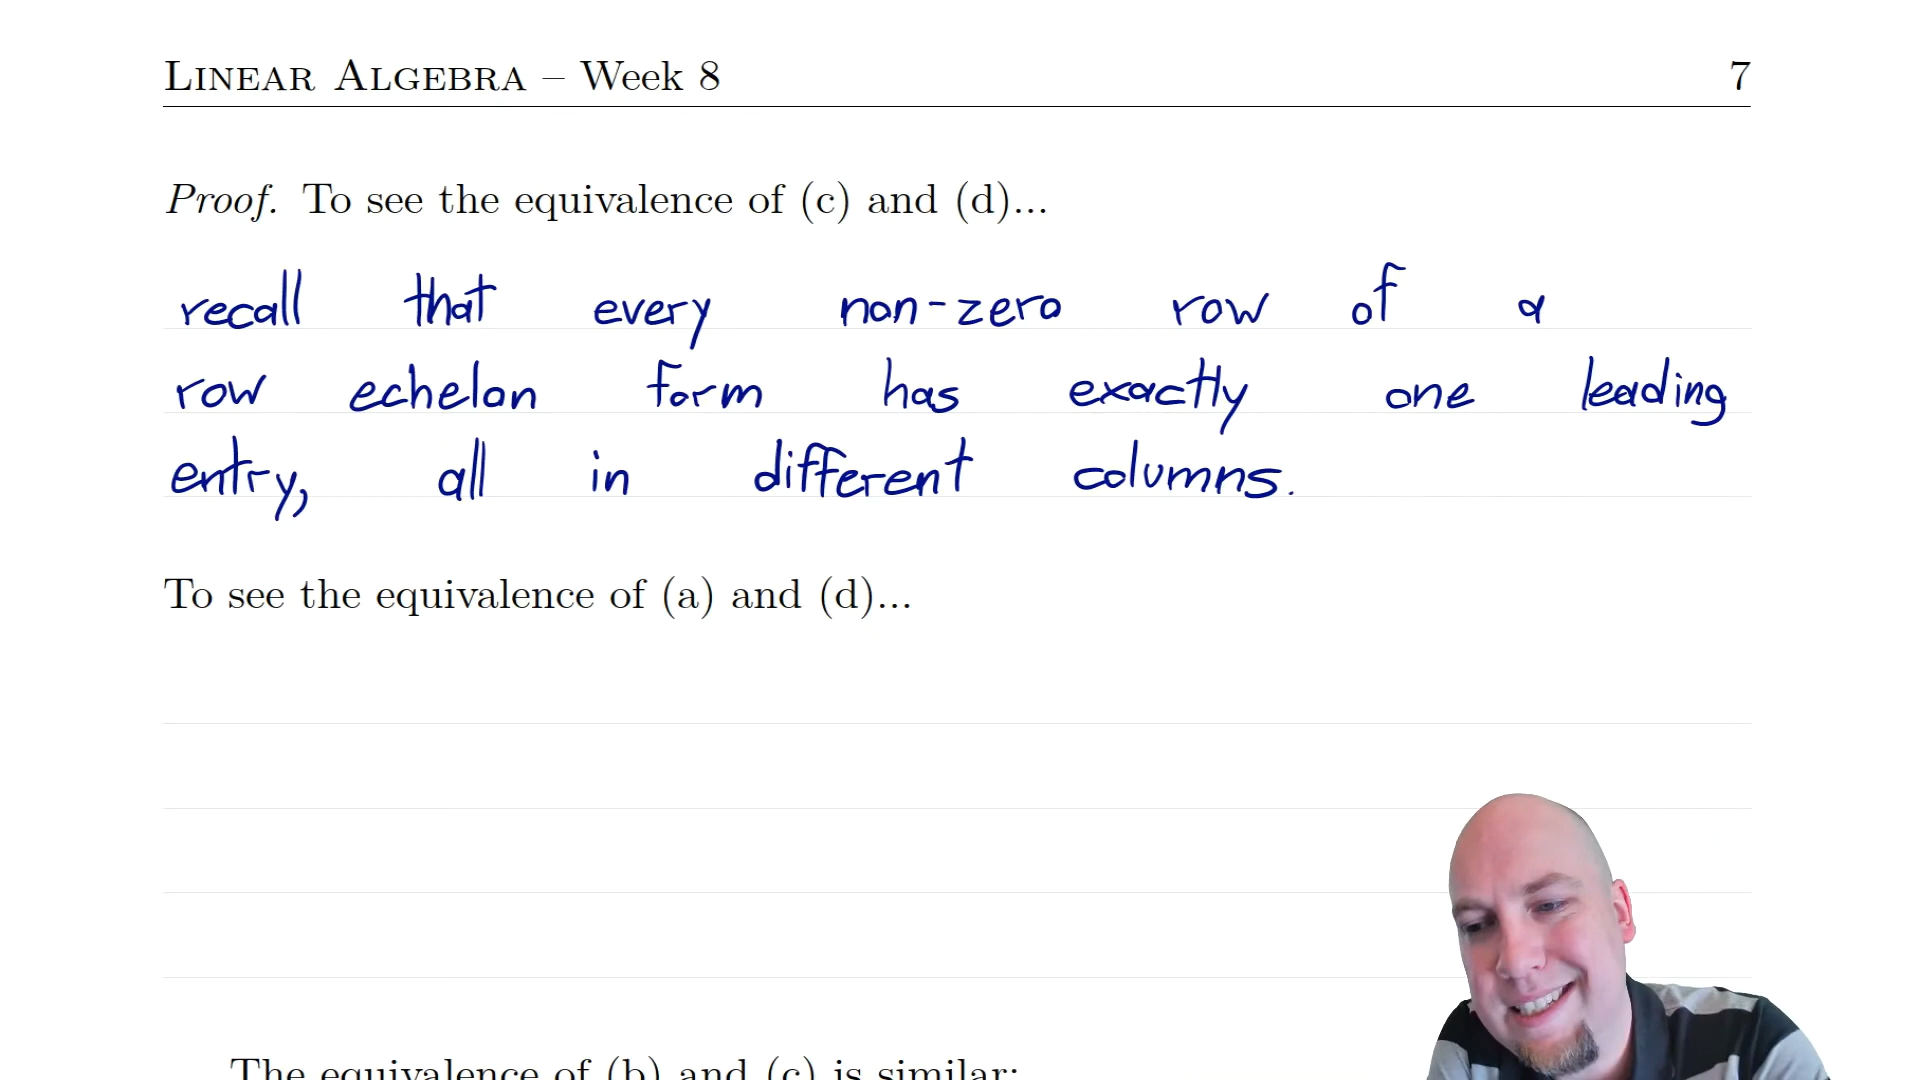 LINEAR ALGEBRA – Week 8 7
Proof. To see the equivalence of (c) and (d)...
recall that every non-zero row of a
row echelon form has exactly one leading
entry, all in different columns.
To see the equivalence of (a) and (d)...
The equivalence of (b) and (c) is similar: